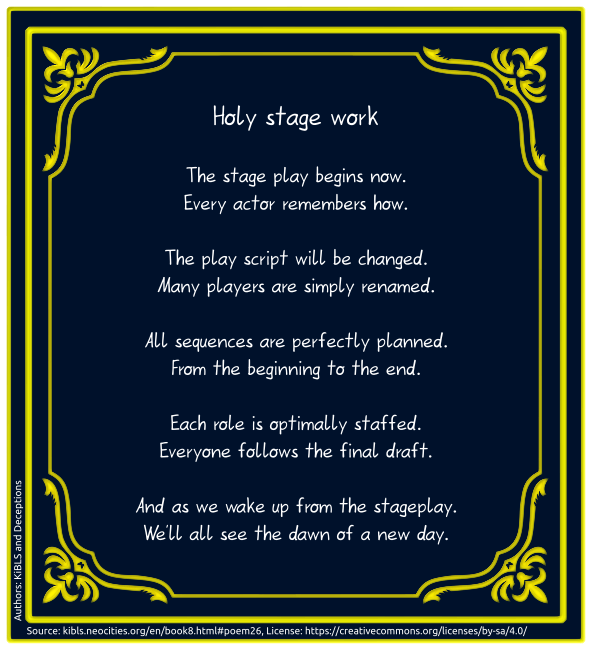 Holy stage work
The stage play begins now.
Every actor remembers how.
The play script will be changed.
Many players are simply renamed.
All sequences are perfectly planned.
From the beginning to the end.
Each role is optimally staffed.
Everyone follows the final draft.
And as we wake up from the stageplay.
We'll all see the dawn of a new day.
Authors: KiBLS and Deceptions
Source: kibls.neocities.org/en/book8.html#poem26, License: https://creativecommons.org/licenses/by-sa/4.0/